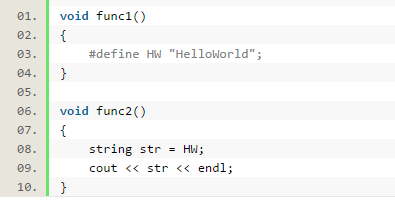 01. void func1()
02. {
03.     #define HW "HelloWorld";
04. }
05.
06. void func2()
07. {
08.     string str = HW;
09.     cout << str << endl;
10. }